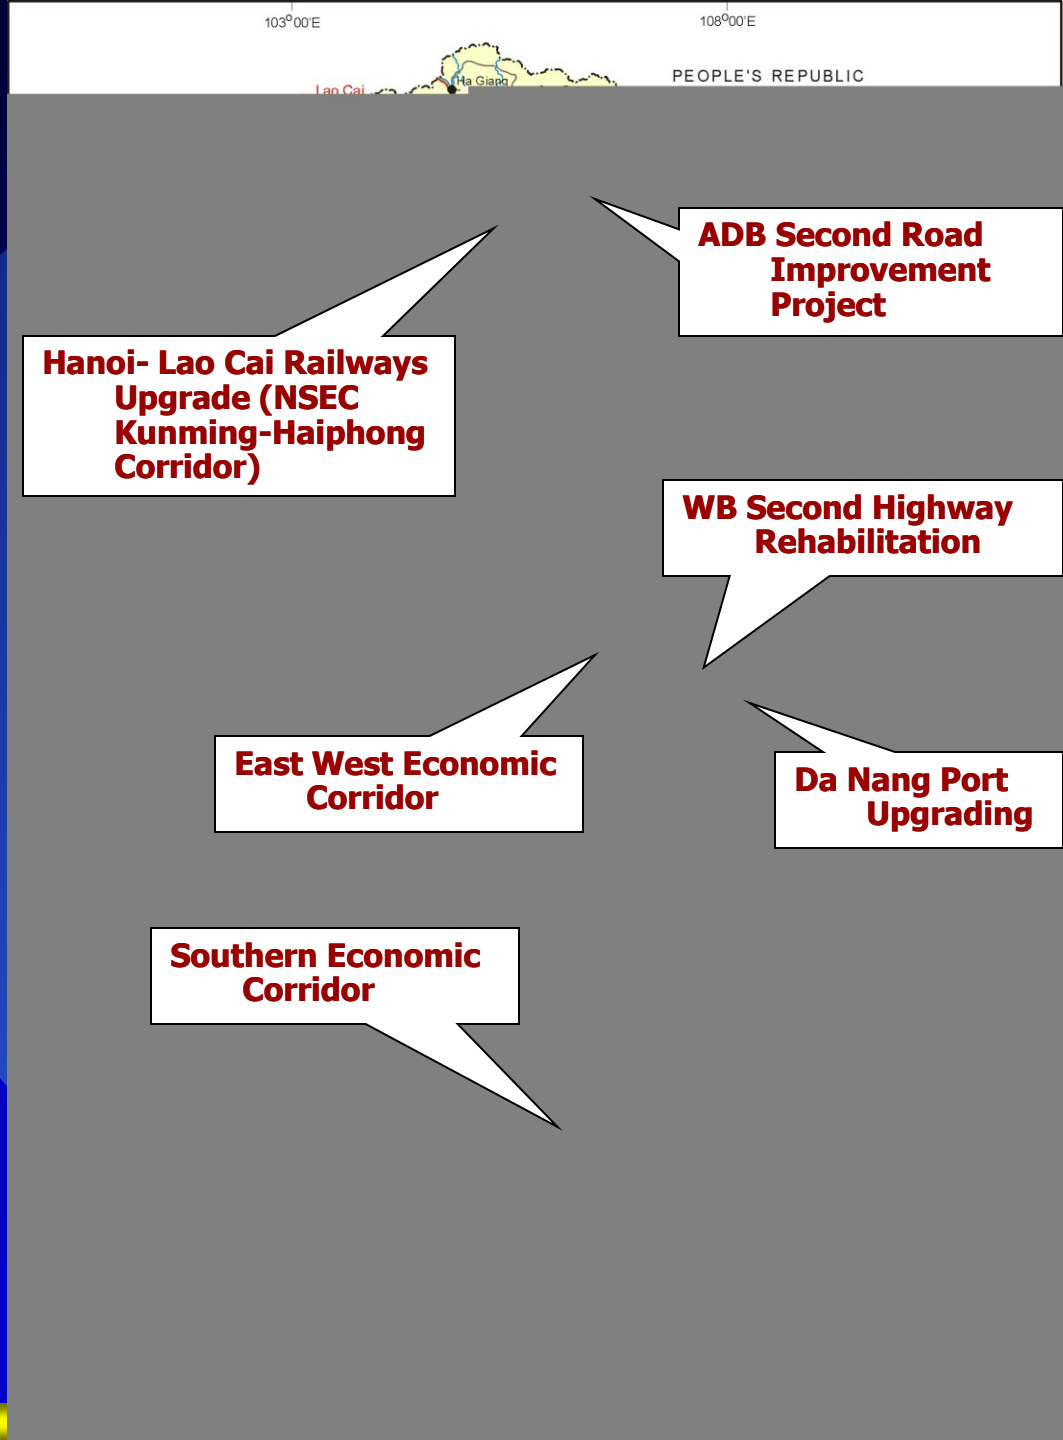 103°00'E
108°00'E
PEOPLE'S REPUBLIC
Ha Giang
Lao Cai
ADB Second Road
Improvement
Project
Hanoi- Lao Cai Railways
Upgrade (NSEC
Kunming-Haiphong
Corridor)
WB Second Highway
Rehabilitation
East West Economic
Corridor
Da Nang Port
Upgrading
Southern Economic
Corridor